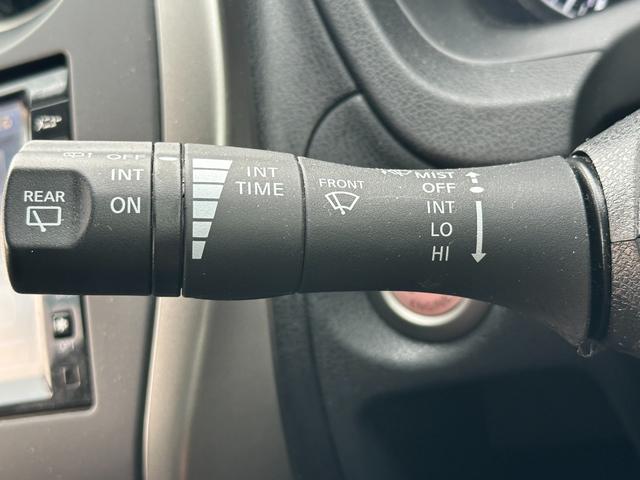 REAR
OFF
INT
ON
INT
TIME
FRONT
MIST
OFF
INT
LO
HI